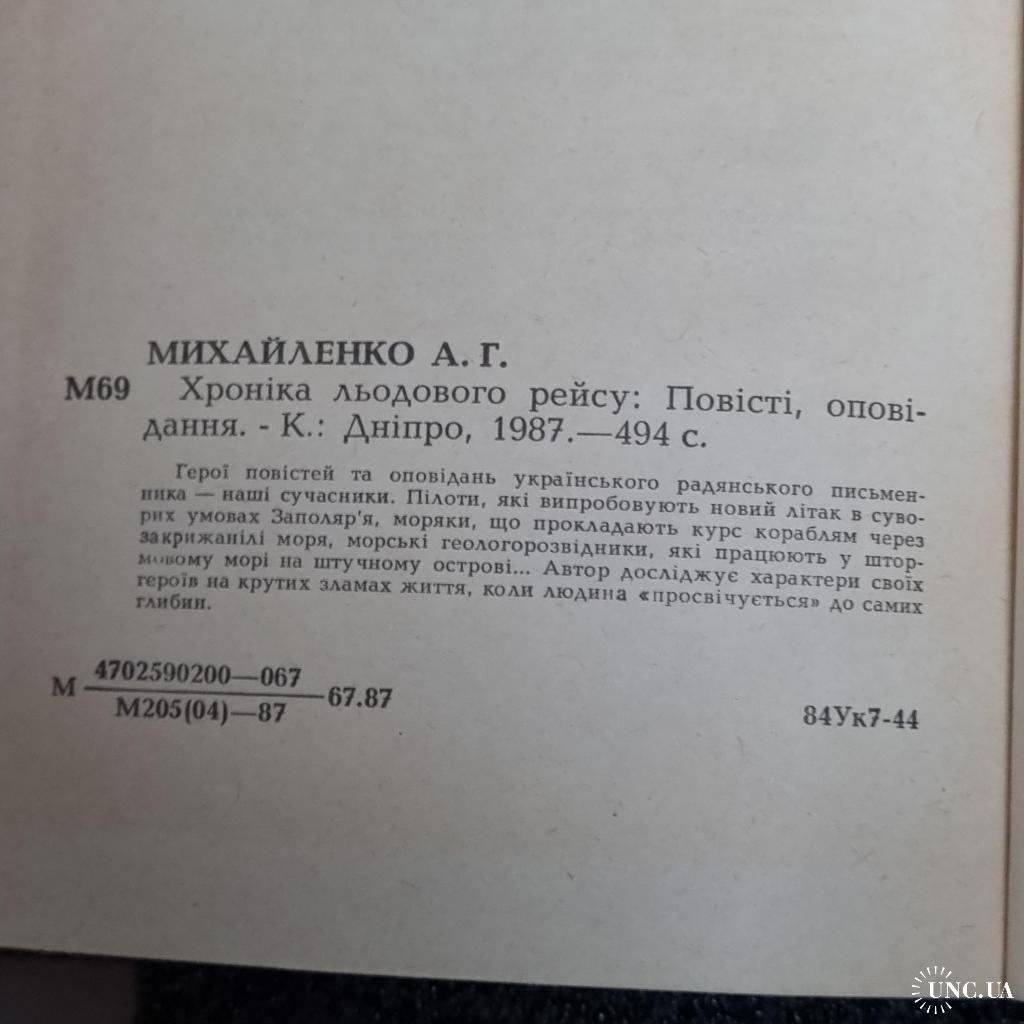 МИХАЙЛЕНКО А. Г.
М69 Хроніка льодового рейсу: Повісті, опові-
дання. - К.: Дніпро, 1987.—494 с.
Герої повістей та оповідань українського радянського письмен-
ника — наші сучасники. Пілоти, які випробовують новий літак в суво-
рих умовах Заполяр'я, моряки, що прокладають курс кораблям через
закрижанілі моря, морські геологорозвідники, які працюють у штор-
мовому морі на штучному острові... Автор досліджує характери своїх
героїв на крутих зламах життя, коли людина «просвічується» до самих
глибин.
М 4702590200—067
М205(04)—87
67.87
84Ук7-44
UNC.UA